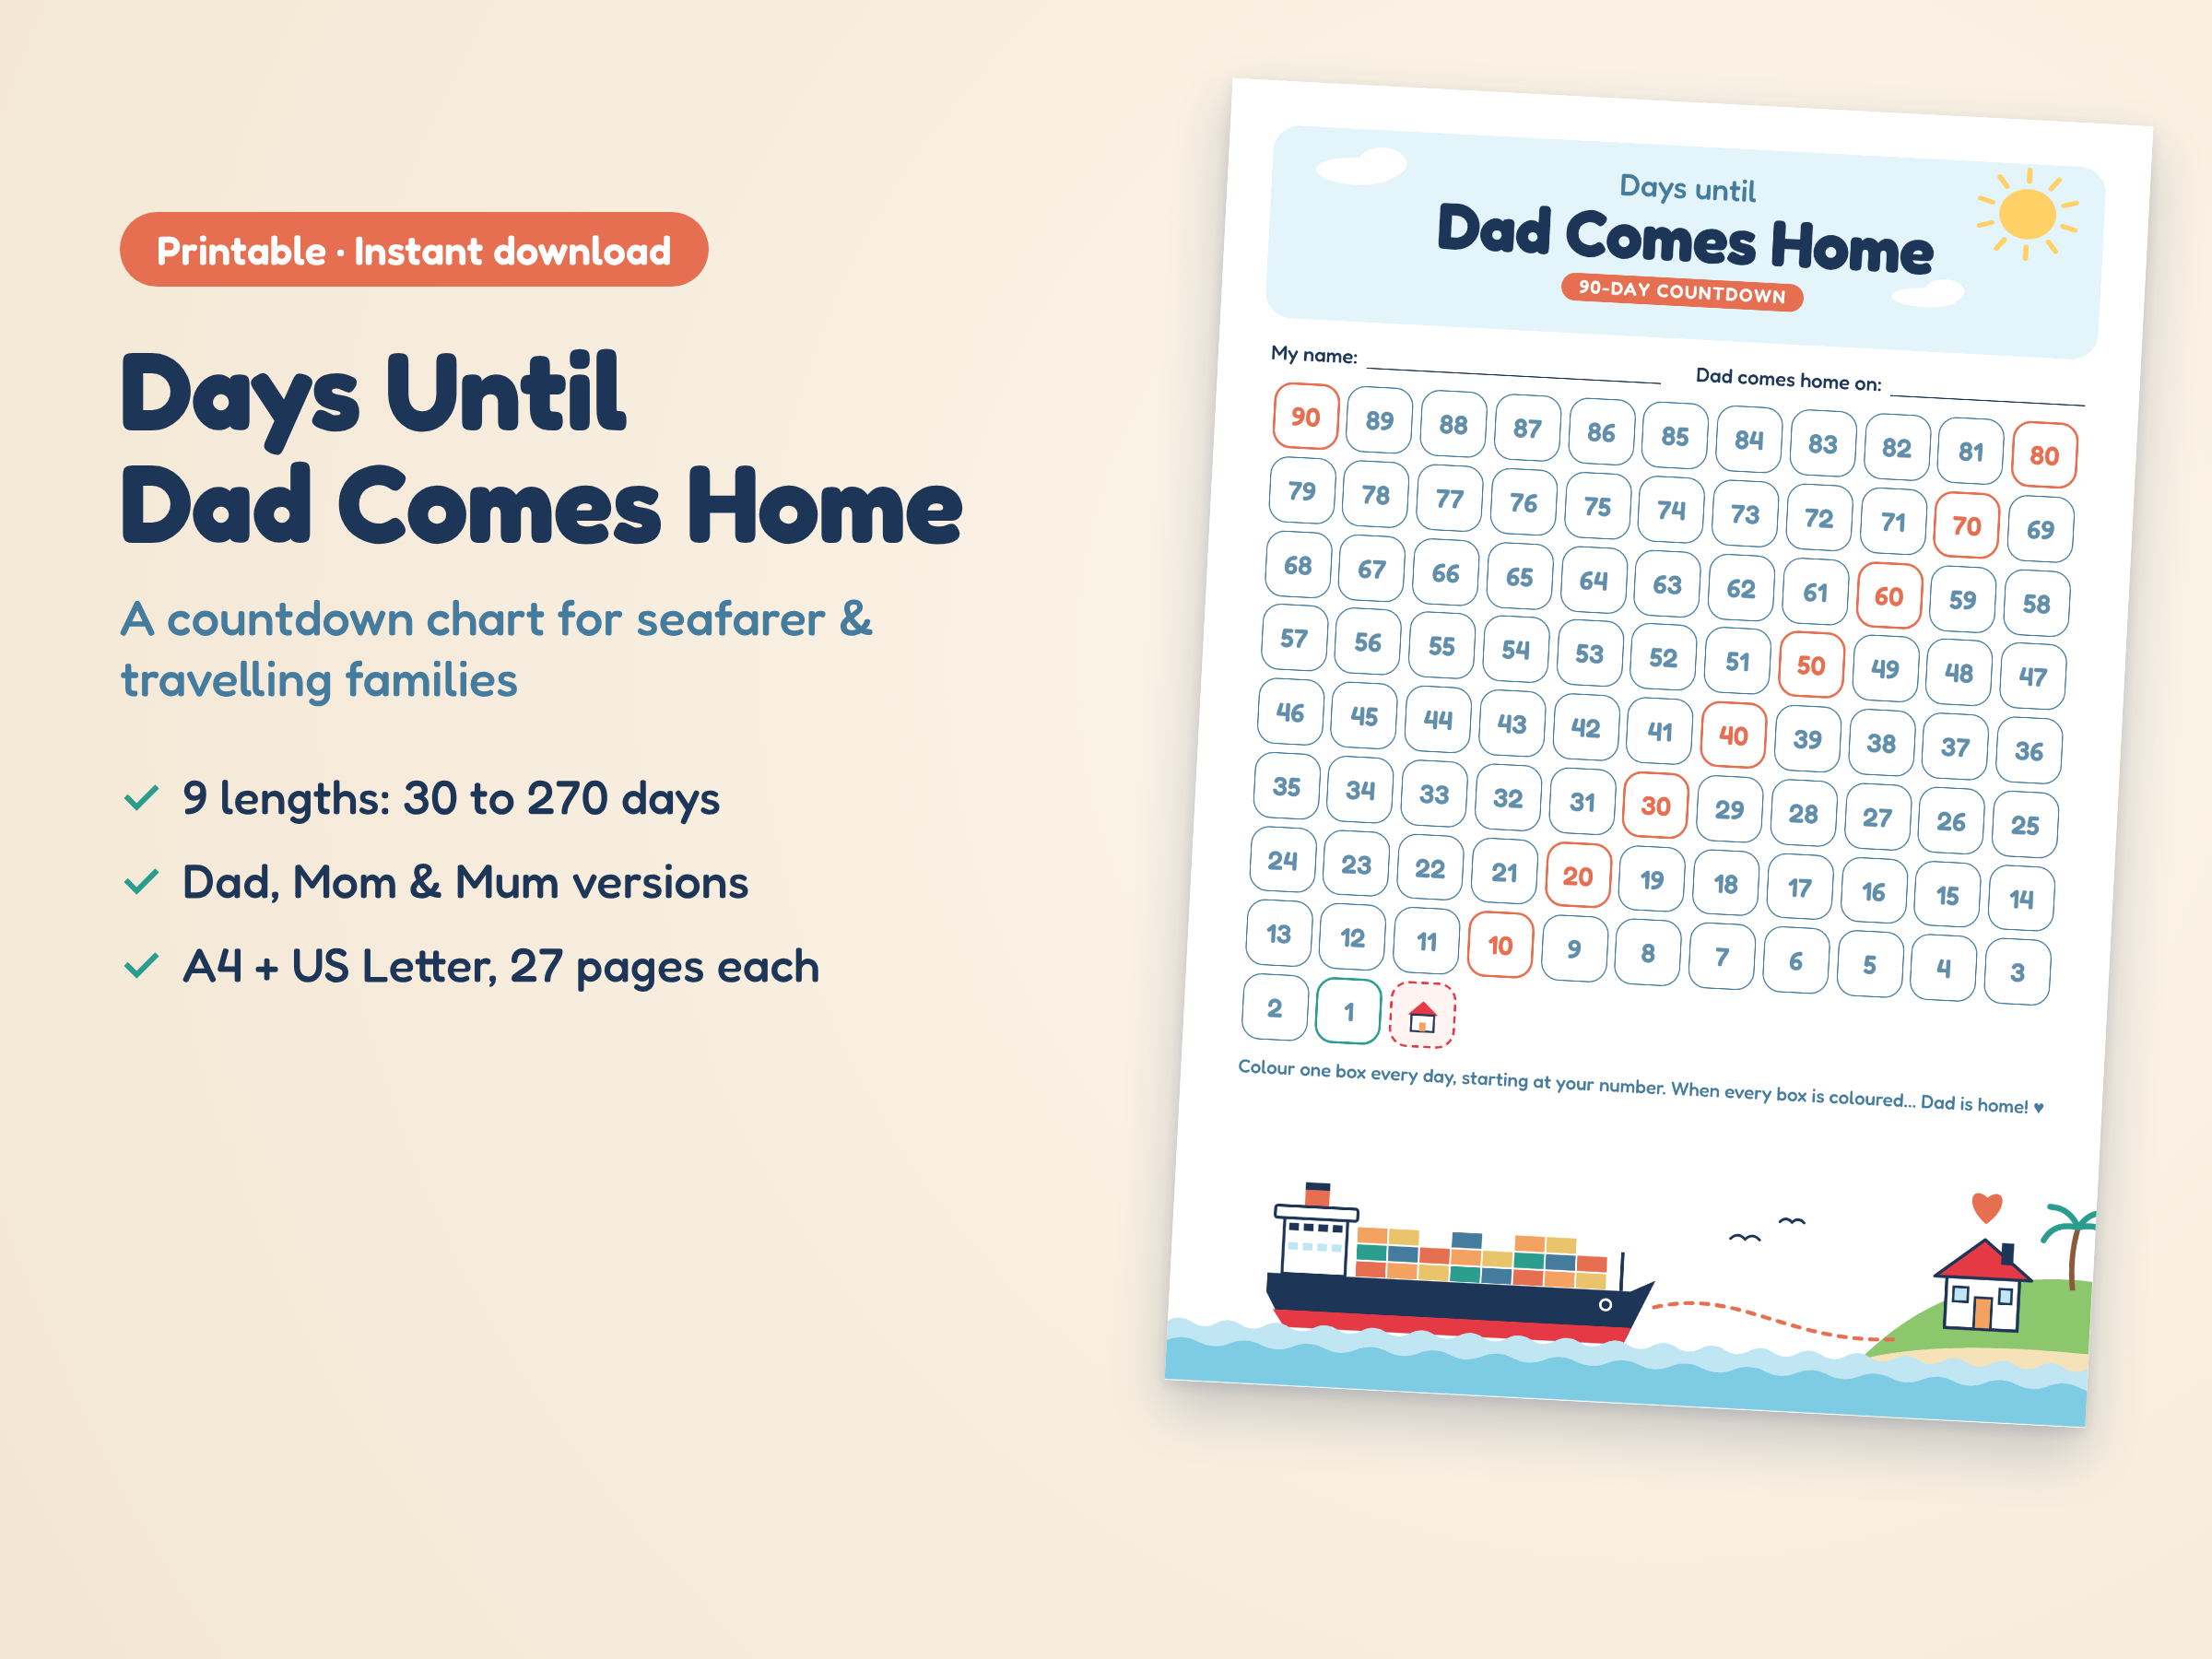 Printable · Instant download
Days Until
Dad Comes Home
A countdown chart for seafarer &
travelling families
9 lengths: 30 to 270 days
Dad, Mom & Mum versions
A4 + US Letter, 27 pages each
Days until
Dad Comes Home
90-DAY COUNTDOWN
My name: Dad comes home on:
90 89 88 87 86 85 84 83 82 81 80
79 78 77 76 75 74 73 72 71 70 69
68 67 66 65 64 63 62 61 60 59 58
57 56 55 54 53 52 51 50 49 48 47
46 45 44 43 42 41 40 39 38 37 36
35 34 33 32 31 30 29 28 27 26 25
24 23 22 21 20 19 18 17 16 15 14
13 12 11 10 9 8 7 6 5 4 3
2 1
Colour one box every day, starting at your number. When every box is coloured... Dad is home! ♥